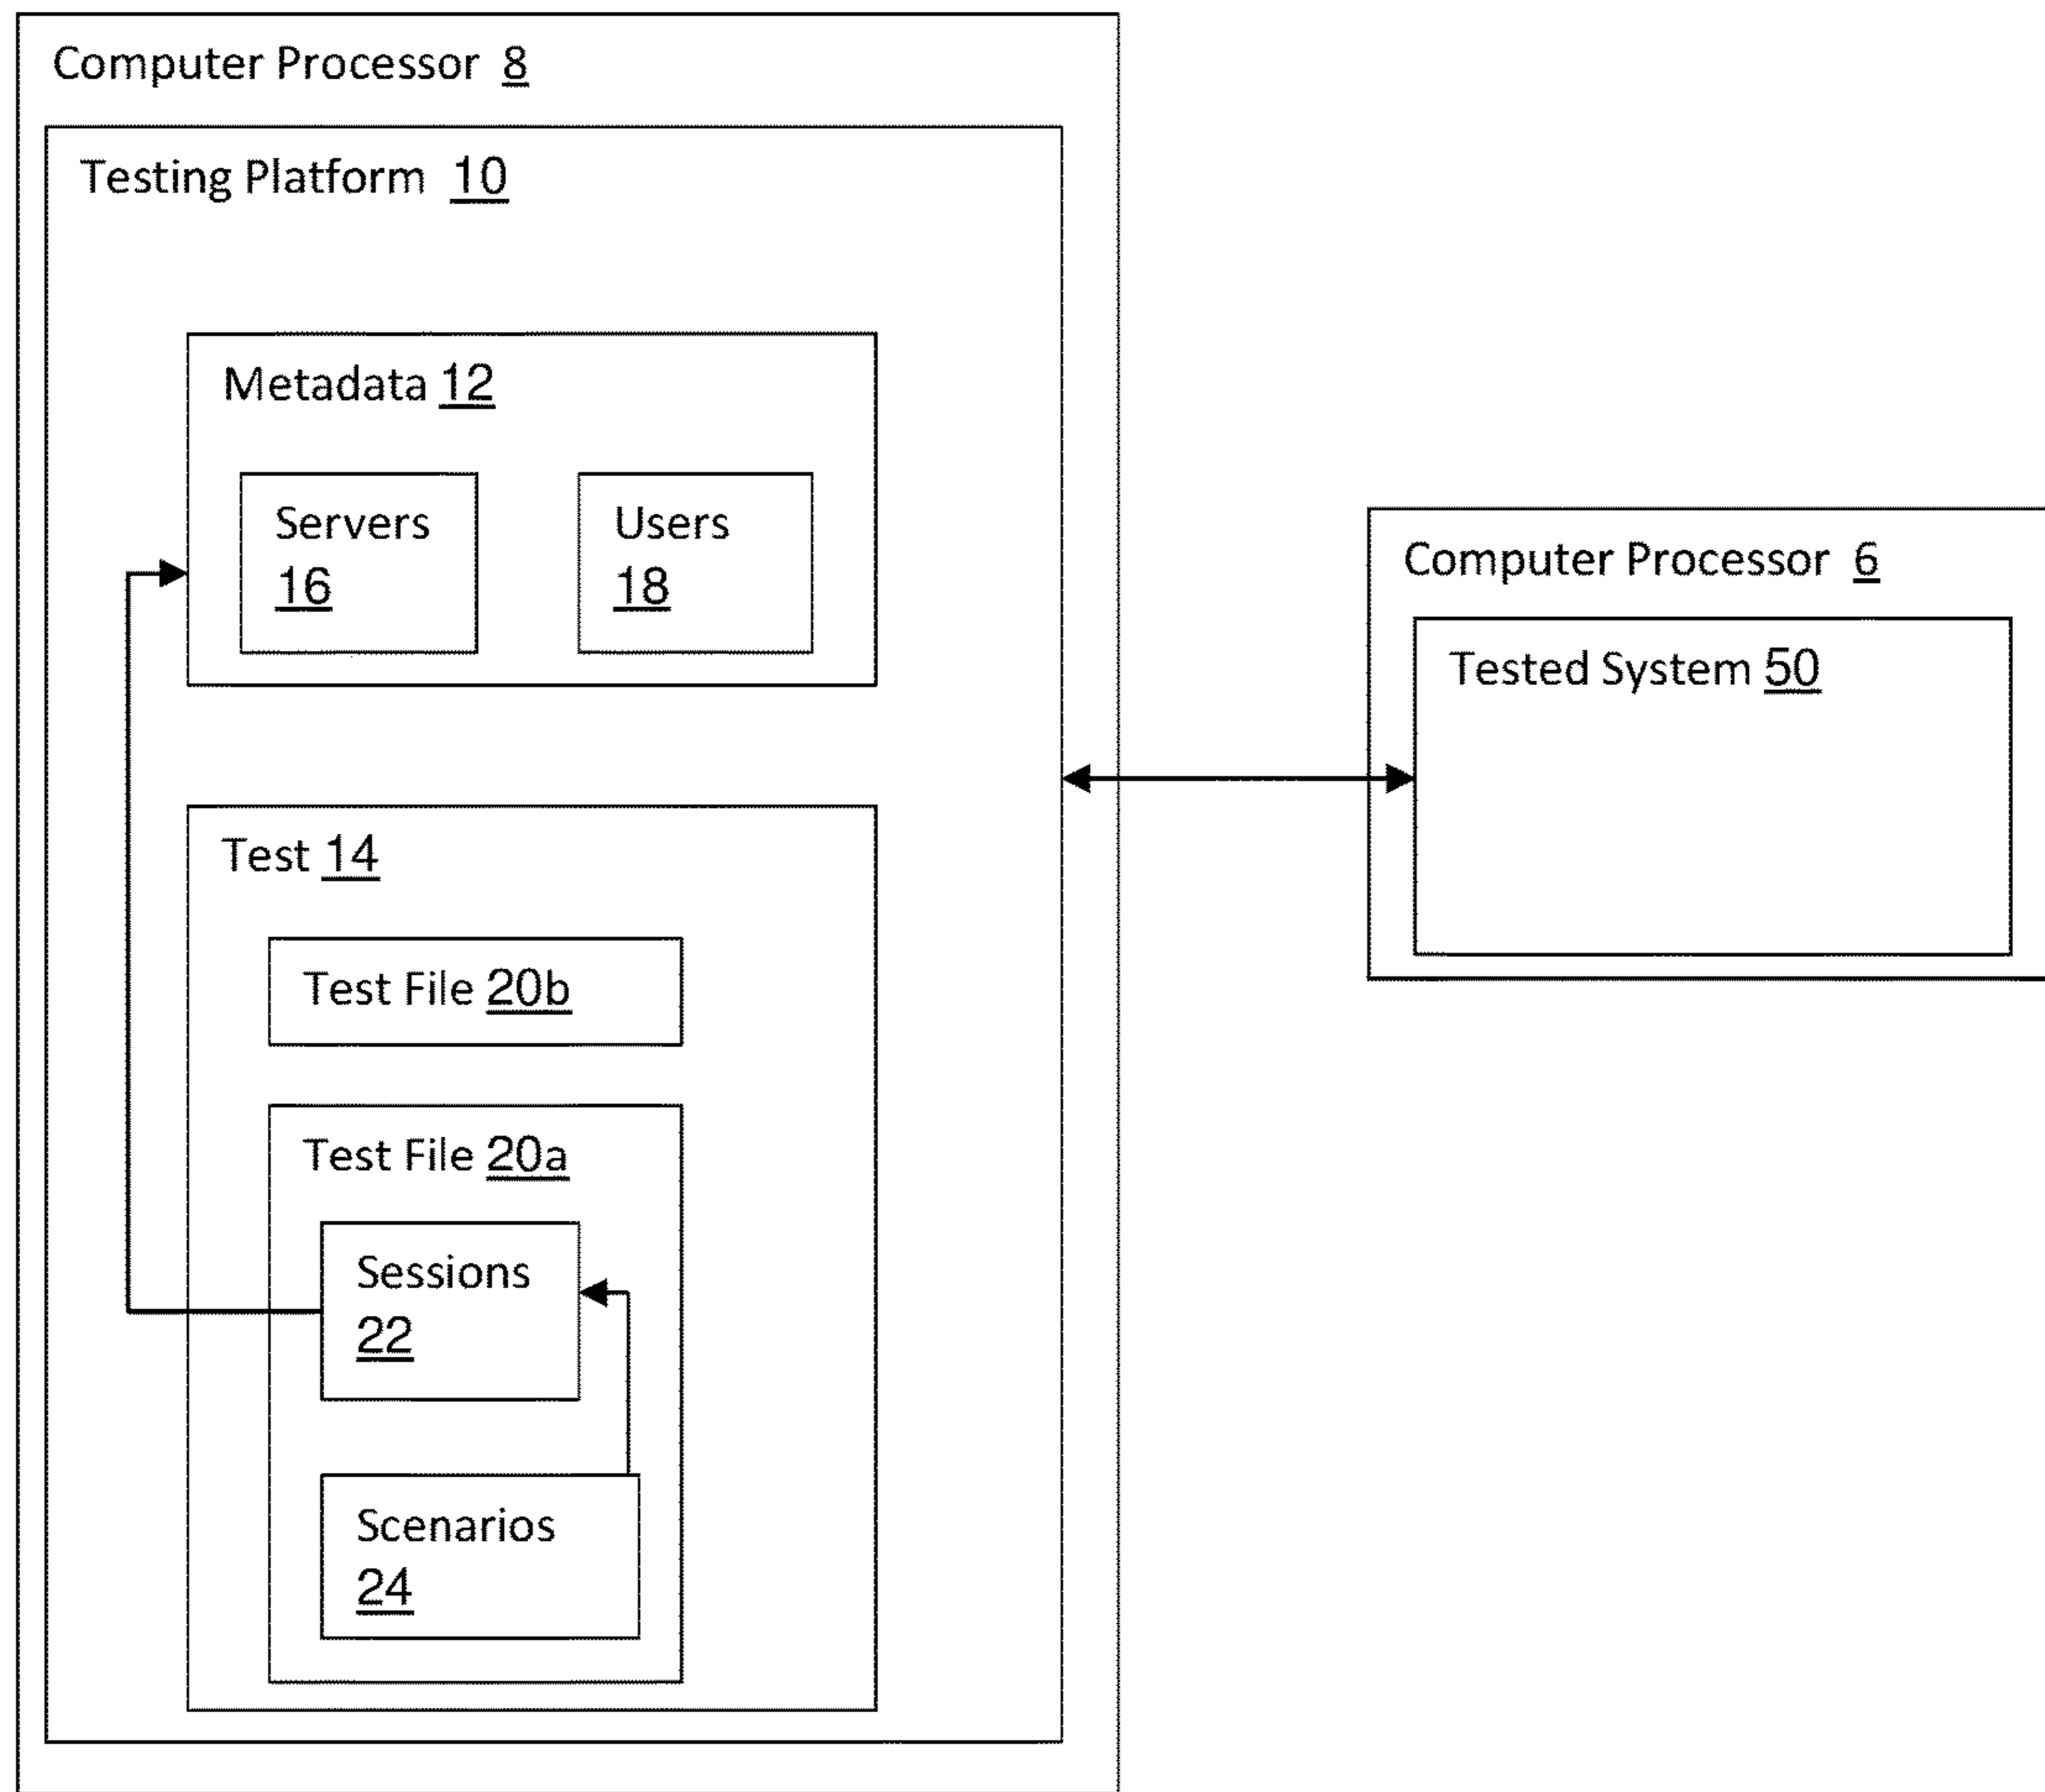 Computer Processor 8
Testing Platform 10
Metadata 12
Servers
16
Users
18
Test 14
Test File 20b
Test File 20a
Sessions
22
Scenarios
24
Computer Processor 6
Tested System 50